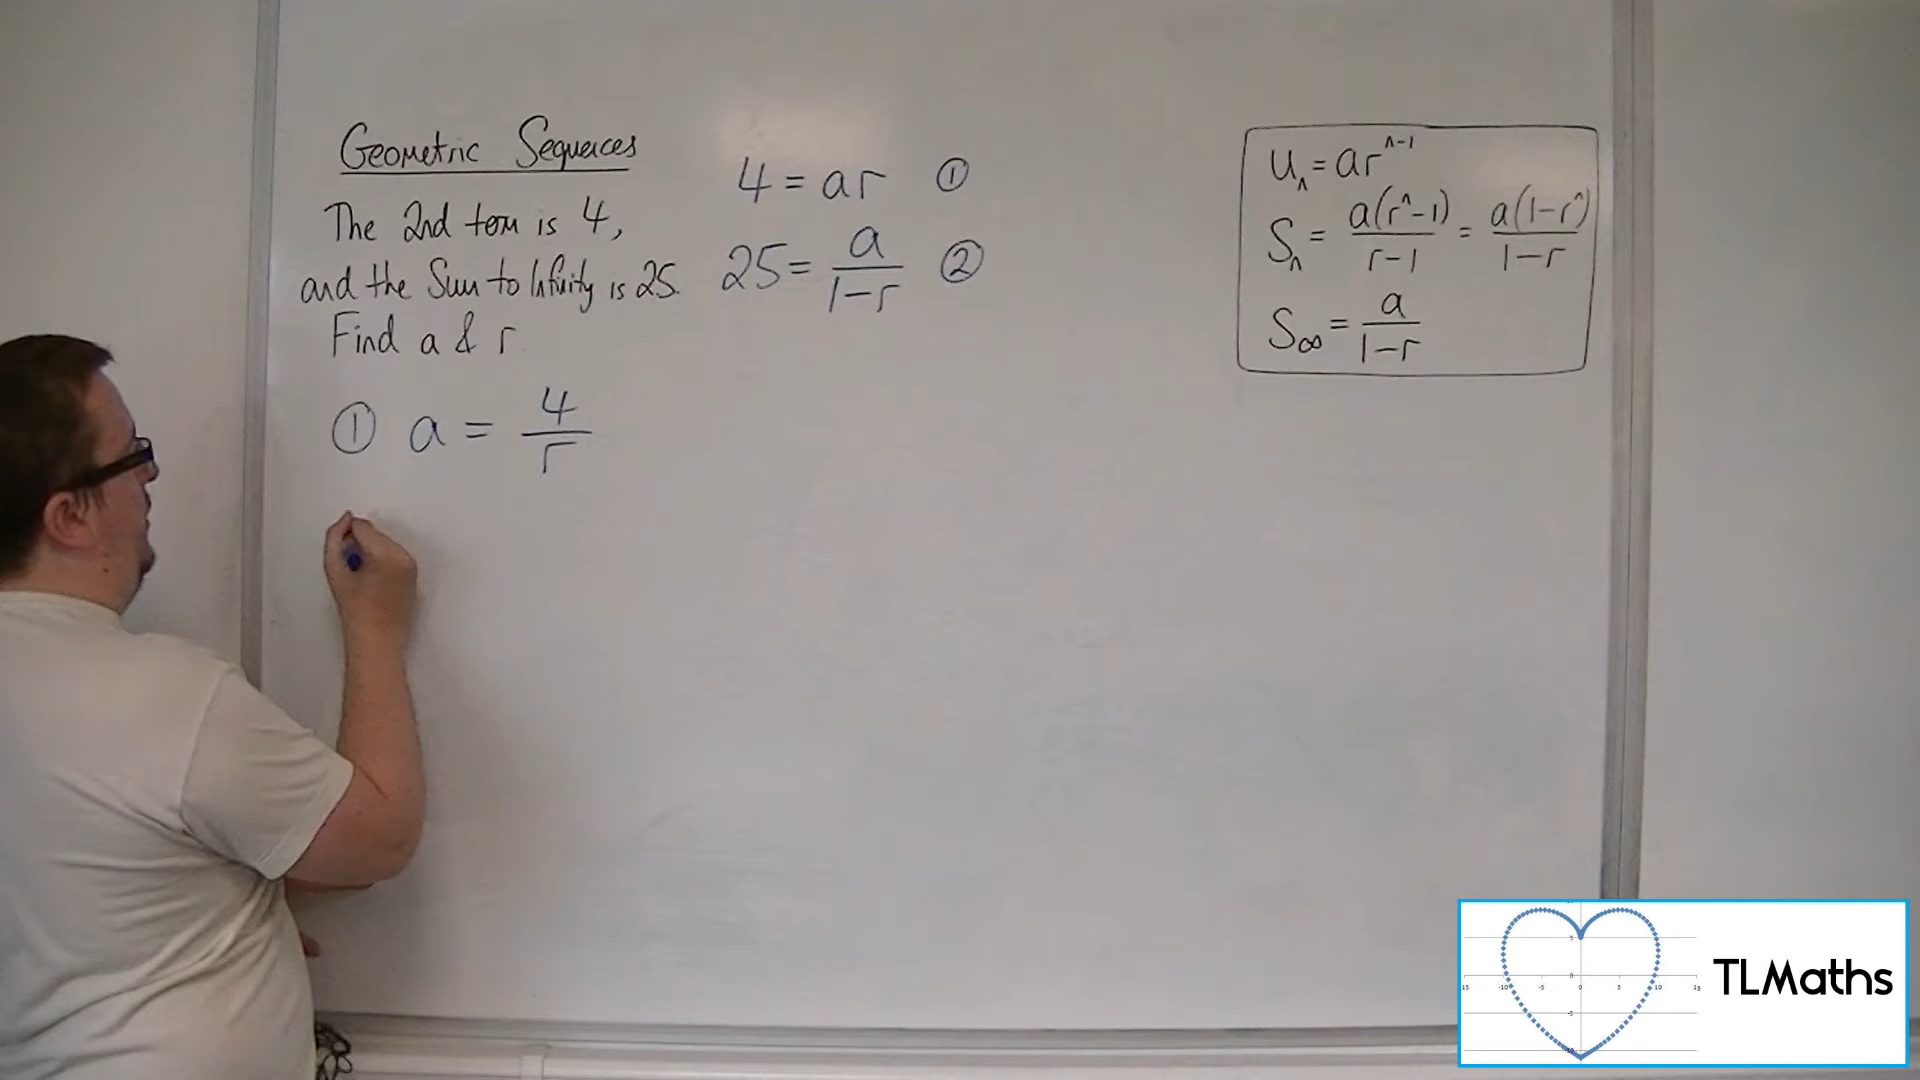 Geometric Sequences
The 2nd term is 4,
and the Sum to Infinity is 25.
Find a & r
① a = 4/r
4 = ar ①
25 = a/(1-r) ②
Uₙ = arⁿ⁻¹
Sₙ = a(rⁿ-1)/(r-1) = a(1-rⁿ)/(1-r)
S∞ = a/(1-r)
TLMaths